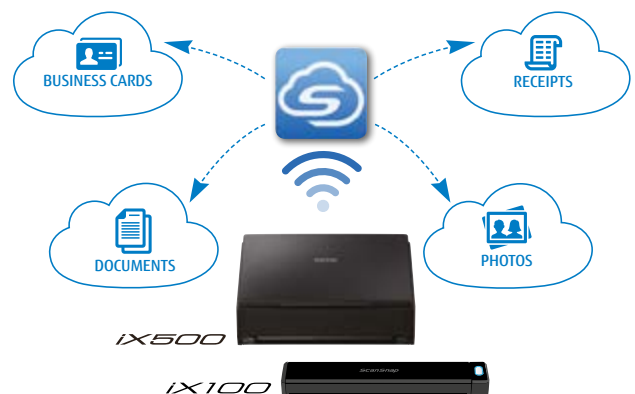 BUSINESS CARDS
RECEIPTS
DOCUMENTS
PHOTOS
iX500
ScanSnap
iX100